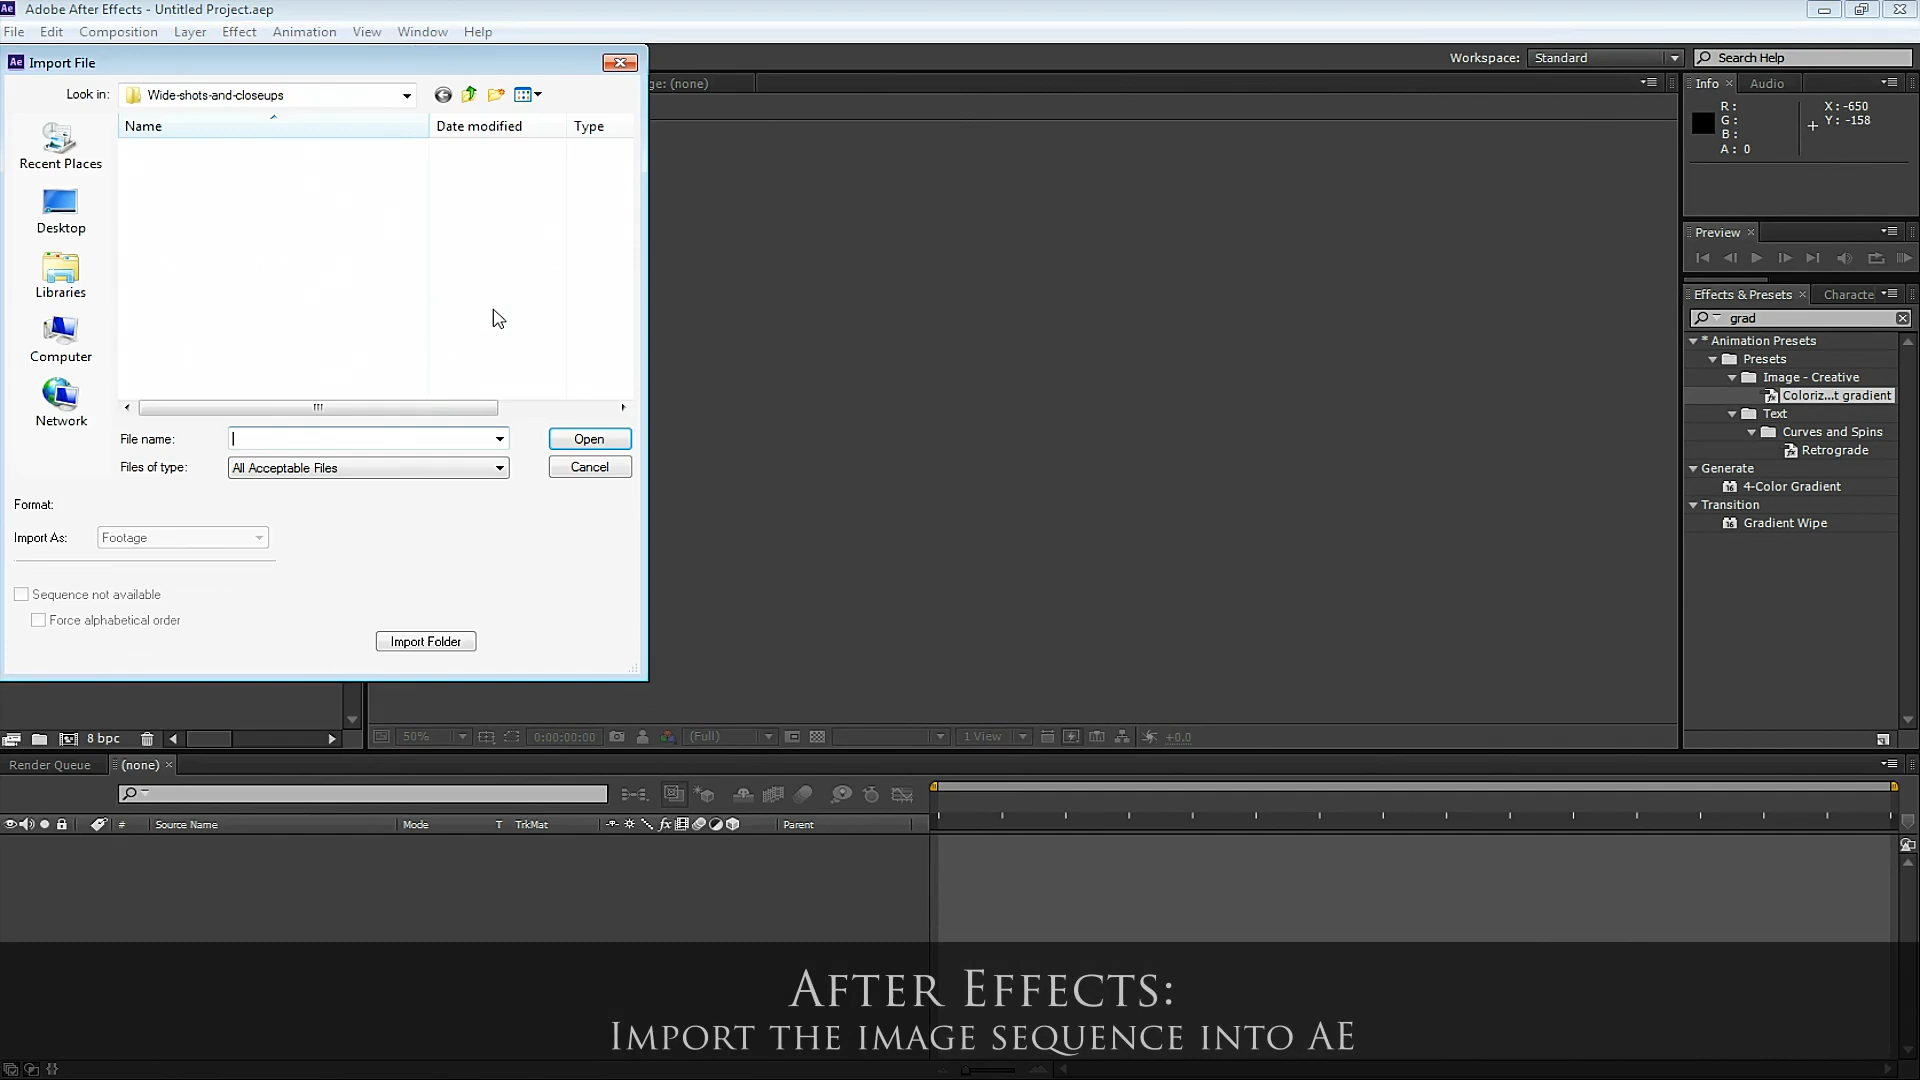 Adobe After Effects - Untitled Project.aep
File Edit Composition Layer Effect Animation View Window Help
Import File
Workspace: Standard
Search Help
Look in: Wide-shots-and-closeups
ge: (none)
Info Audio
Name Date modified Type
R: X: -650
G: Y: -158
B:
A: 0
Recent Places
Desktop
Libraries
Computer
Network
Preview
Effects & Presets Characte
grad
* Animation Presets
Presets
Image - Creative
Coloriz...t gradient
Text
Curves and Spins
Retrograde
Generate
4-Color Gradient
Transition
Gradient Wipe
File name: Open
Files of type: All Acceptable Files Cancel
Format:
Import As: Footage
Sequence not available
Force alphabetical order
Import Folder
8 bpc
50% 0:00:00:00 (Full) 1 View +0.0
Render Queue (none)
# Source Name Mode T TrkMat fx Parent
After Effects:
Import the image sequence into AE